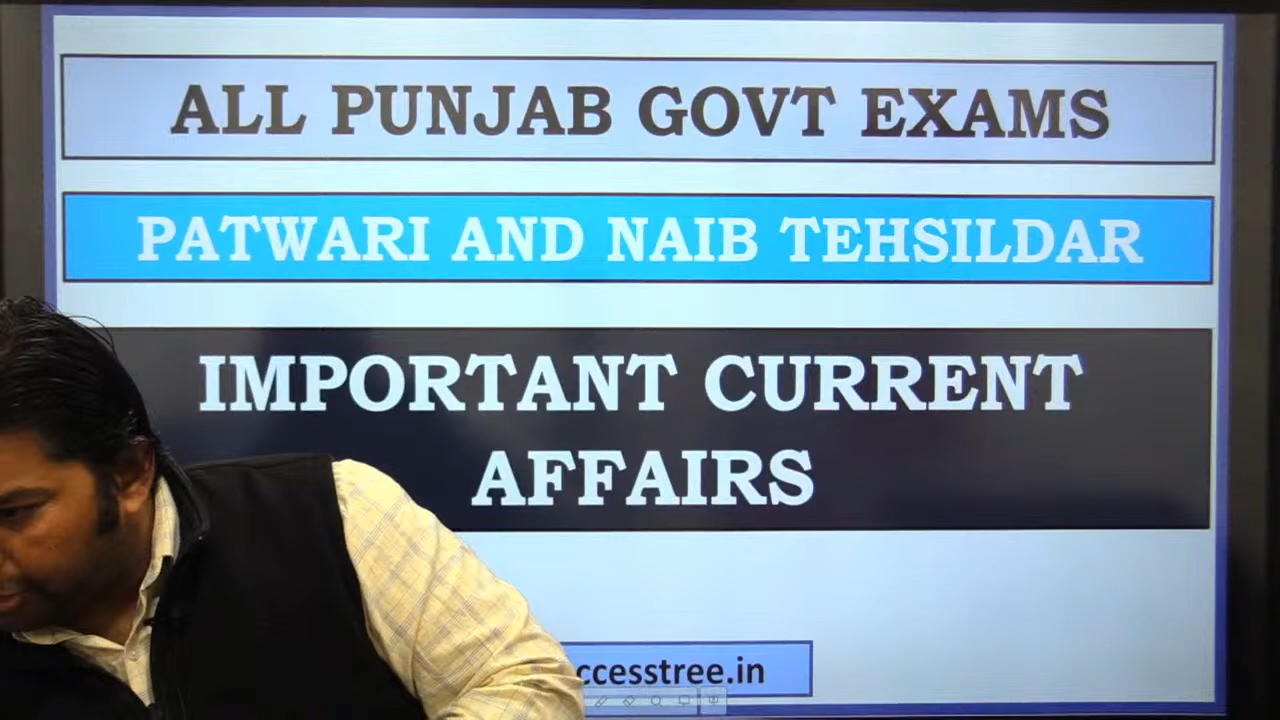 ALL PUNJAB GOVT EXAMS
PATWARI AND NAIB TEHSILDAR
IMPORTANT CURRENT
AFFAIRS
ccesstree.in